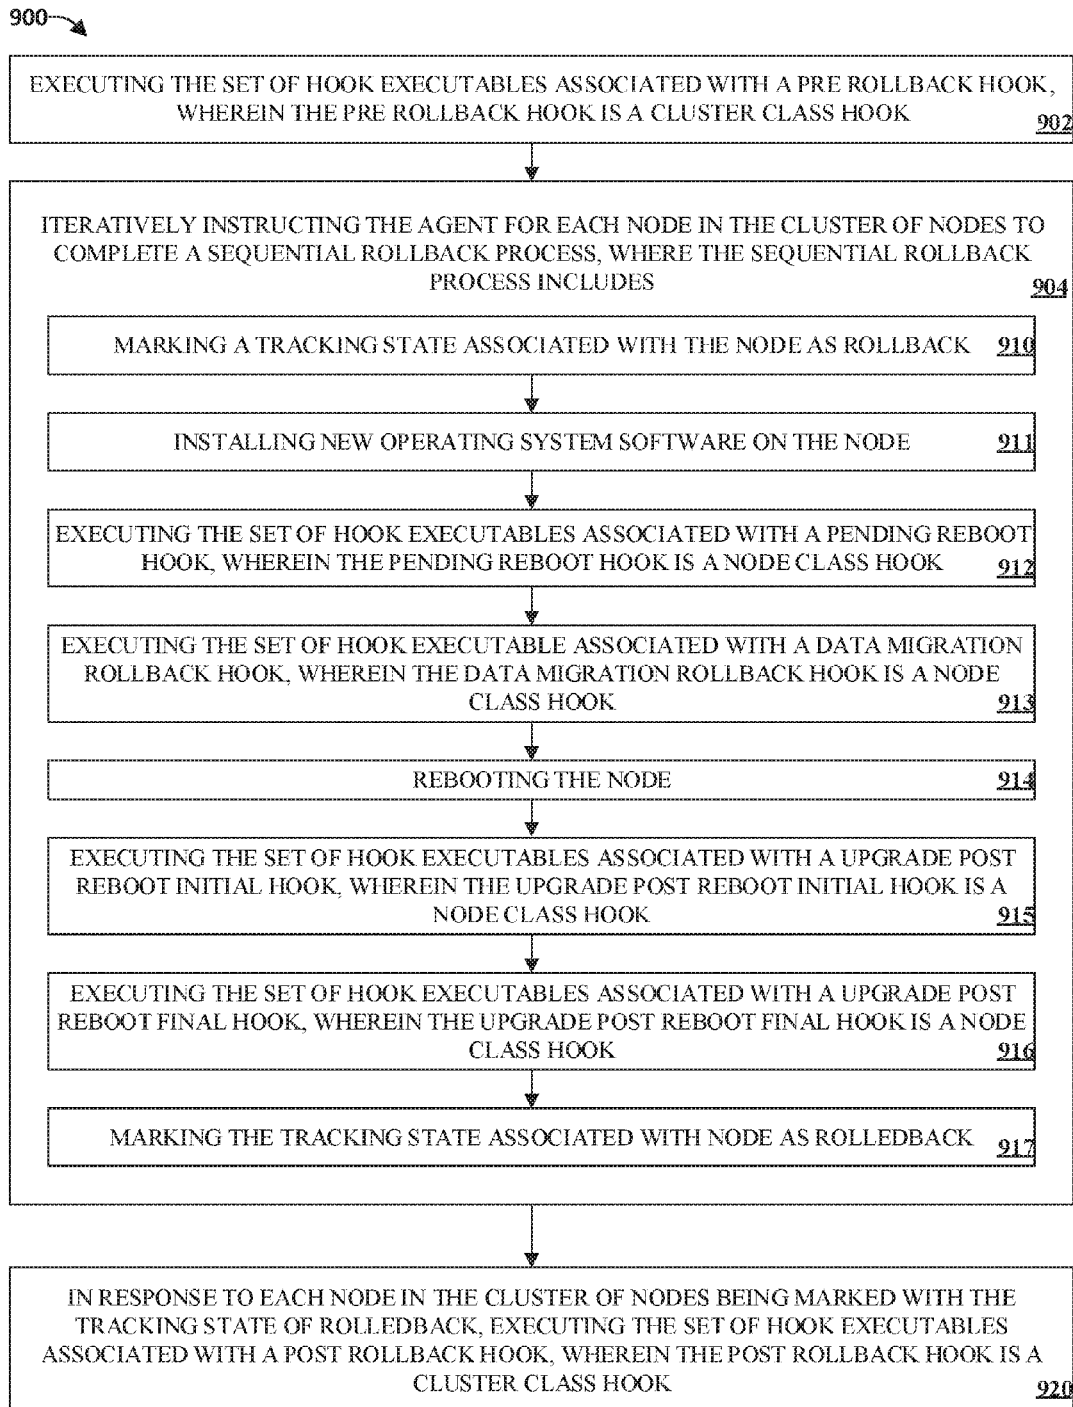 900
EXECUTING THE SET OF HOOK EXECUTABLES ASSOCIATED WITH A PRE ROLLBACK HOOK,
WHEREIN THE PRE ROLLBACK HOOK IS A CLUSTER CLASS HOOK
902
ITERATIVELY INSTRUCTING THE AGENT FOR EACH NODE IN THE CLUSTER OF NODES TO
COMPLETE A SEQUENTIAL ROLLBACK PROCESS, WHERE THE SEQUENTIAL ROLLBACK
PROCESS INCLUDES
904
MARKING A TRACKING STATE ASSOCIATED WITH THE NODE AS ROLLBACK
910
INSTALLING NEW OPERATING SYSTEM SOFTWARE ON THE NODE
911
EXECUTING THE SET OF HOOK EXECUTABLES ASSOCIATED WITH A PENDING REBOOT
HOOK, WHEREIN THE PENDING REBOOT HOOK IS A NODE CLASS HOOK
912
EXECUTING THE SET OF HOOK EXECUTABLE ASSOCIATED WITH A DATA MIGRATION
ROLLBACK HOOK, WHEREIN THE DATA MIGRATION ROLLBACK HOOK IS A NODE
CLASS HOOK
913
REBOOTING THE NODE
914
EXECUTING THE SET OF HOOK EXECUTABLES ASSOCIATED WITH A UPGRADE POST
REBOOT INITIAL HOOK, WHEREIN THE UPGRADE POST REBOOT INITIAL HOOK IS A
NODE CLASS HOOK
915
EXECUTING THE SET OF HOOK EXECUTABLES ASSOCIATED WITH A UPGRADE POST
REBOOT FINAL HOOK, WHEREIN THE UPGRADE POST REBOOT FINAL HOOK IS A NODE
CLASS HOOK
916
MARKING THE TRACKING STATE ASSOCIATED WITH NODE AS ROLLEDBACK
917
IN RESPONSE TO EACH NODE IN THE CLUSTER OF NODES BEING MARKED WITH THE
TRACKING STATE OF ROLLEDBACK, EXECUTING THE SET OF HOOK EXECUTABLES
ASSOCIATED WITH A POST ROLLBACK HOOK, WHEREIN THE POST ROLLBACK HOOK IS A
CLUSTER CLASS HOOK
920